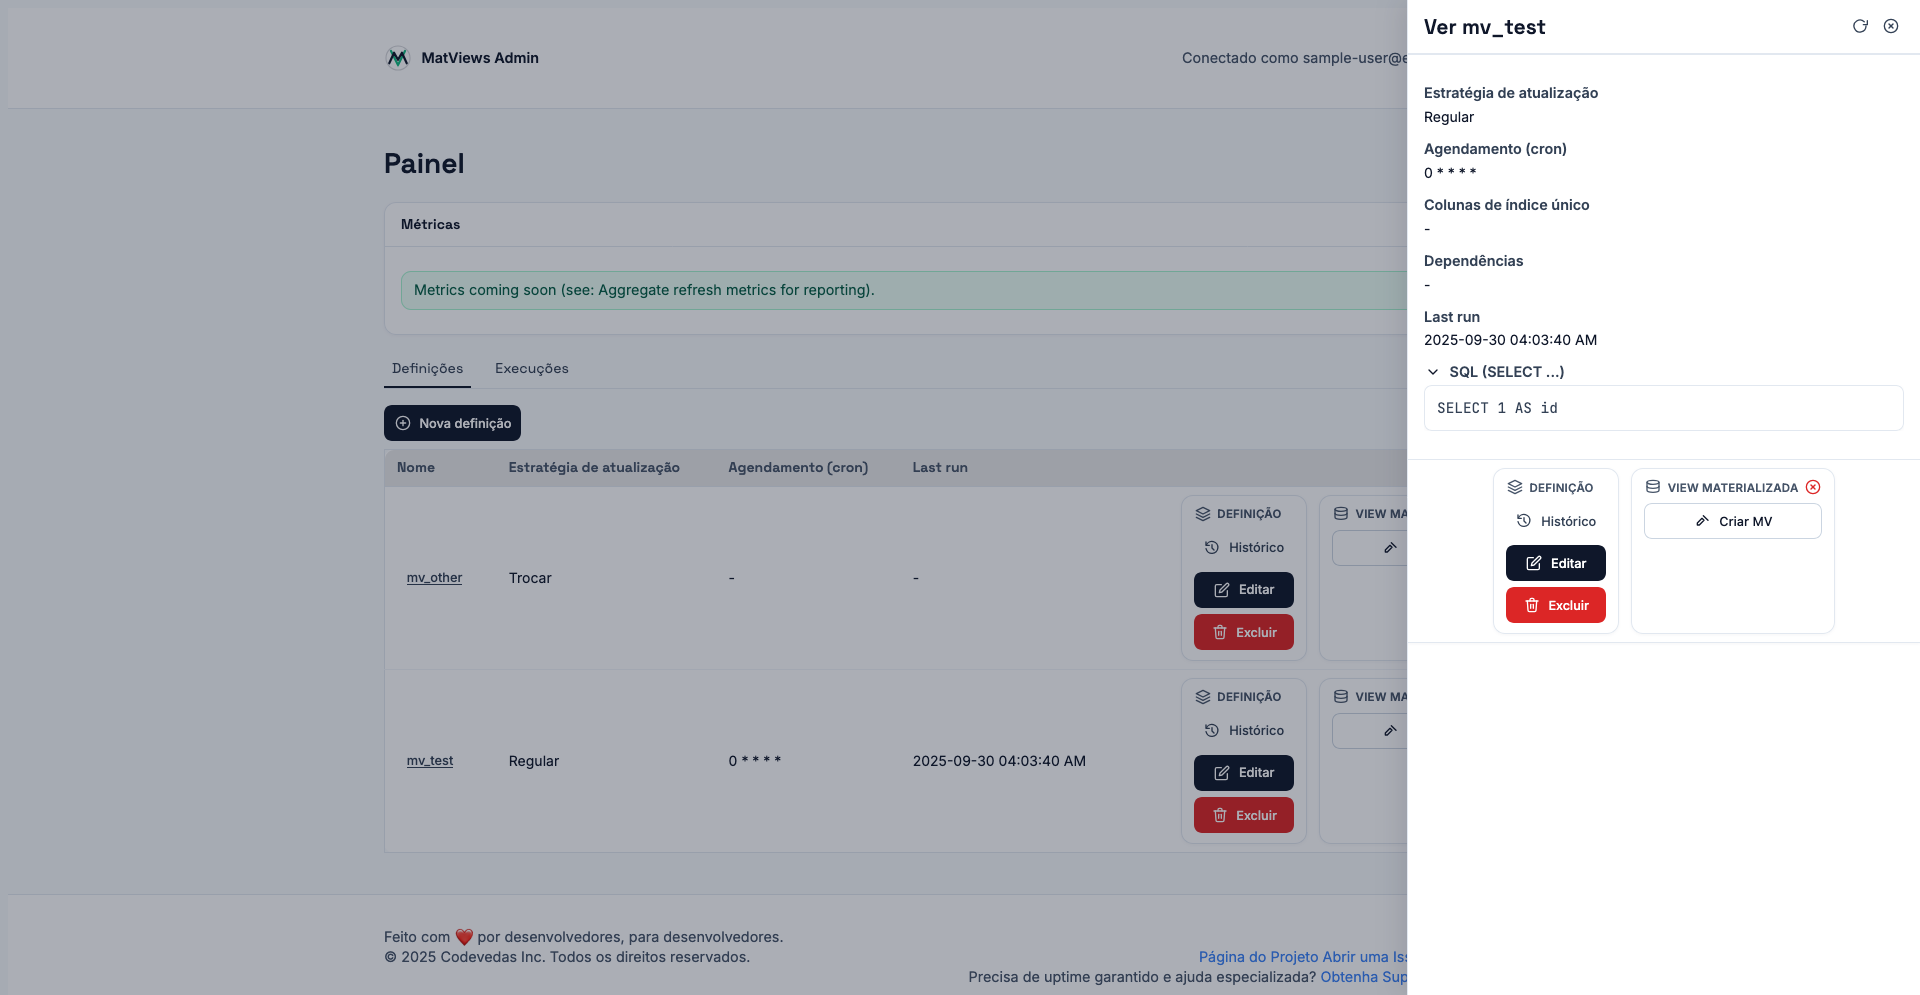 MatViews Admin
Conectado como sample-user@e
Painel
Métricas
Metrics coming soon (see: Aggregate refresh metrics for reporting).
Definições
Execuções
Nova definição
Nome
Estratégia de atualização
Agendamento (cron)
Last run
mv_other
Trocar
-
-
DEFINIÇÃO
Histórico
Editar
Excluir
VIEW MA
mv_test
Regular
0 * * * *
2025-09-30 04:03:40 AM
DEFINIÇÃO
Histórico
Editar
Excluir
VIEW MA
Feito com ❤️ por desenvolvedores, para desenvolvedores.
© 2025 Codevedas Inc. Todos os direitos reservados.
Página do Projeto Abrir uma Iss
Precisa de uptime garantido e ajuda especializada? Obtenha Sup
Ver mv_test
Estratégia de atualização
Regular
Agendamento (cron)
0 * * * *
Colunas de índice único
-
Dependências
-
Last run
2025-09-30 04:03:40 AM
SQL (SELECT ...)
SELECT 1 AS id
DEFINIÇÃO
Histórico
Editar
Excluir
VIEW MATERIALIZADA
Criar MV